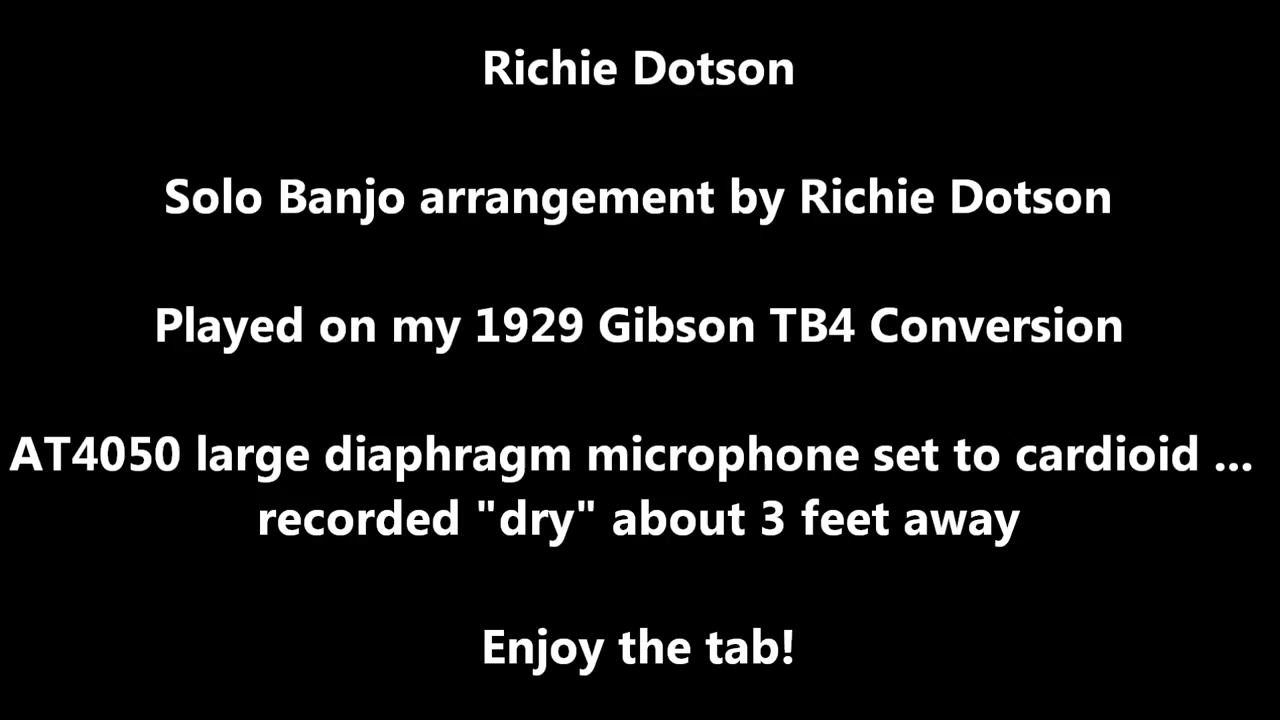 Richie Dotson
Solo Banjo arrangement by Richie Dotson
Played on my 1929 Gibson TB4 Conversion
AT4050 large diaphragm microphone set to cardioid ...
recorded "dry" about 3 feet away
Enjoy the tab!